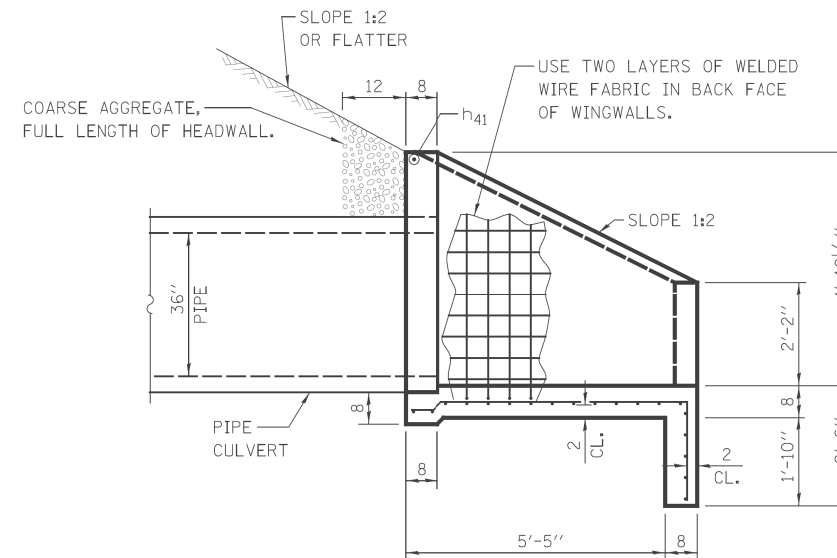 SLOPE 1:2
OR FLATTER
12
8
USE TWO LAYERS OF WELDED
WIRE FABRIC IN BACK FACE
OF WINGWALLS.
COARSE AGGREGATE,
FULL LENGTH OF HEADWALL.
h41
SLOPE 1:2
36"
PIPE
2'-2"
8
8
PIPE
CULVERT
2
CL.
1'-10"
2
CL.
8
5'-5"
8